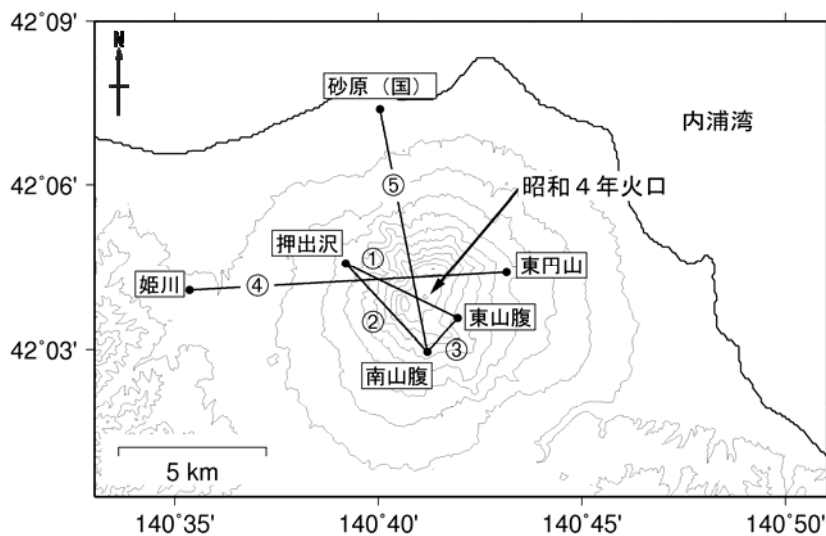 42°09'
N
砂原（国）
内浦湾
42°06'
⑤
昭和４年火口
押出沢
①
東円山
姫川
④
②
東山腹
42°03'
③
南山腹
5 km
140°35' 140°40' 140°45' 140°50'